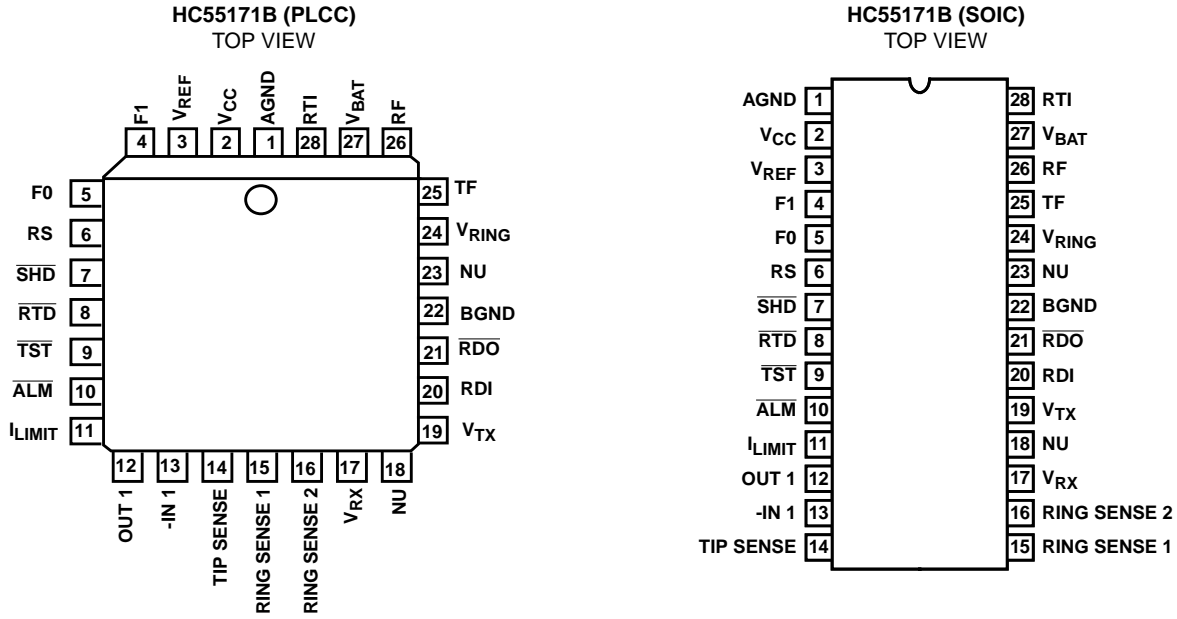 HC55171B (PLCC)
TOP VIEW
F1
VREF
VCC
AGND
RTI
VBAT
RF
4 3 2 1 28 27 26
F0 5
RS 6
SHD 7
RTD 8
TST 9
ALM 10
ILIMIT 11
25 TF
24 VRING
23 NU
22 BGND
21 RDO
20 RDI
19 VTX
12 13 14 15 16 17 18
OUT 1
-IN 1
TIP SENSE
RING SENSE 1
RING SENSE 2
VRX
NU
HC55171B (SOIC)
TOP VIEW
AGND 1
VCC 2
VREF 3
F1 4
F0 5
RS 6
SHD 7
RTD 8
TST 9
ALM 10
ILIMIT 11
OUT 1 12
-IN 1 13
TIP SENSE 14
28 RTI
27 VBAT
26 RF
25 TF
24 VRING
23 NU
22 BGND
21 RDO
20 RDI
19 VTX
18 NU
17 VRX
16 RING SENSE 2
15 RING SENSE 1